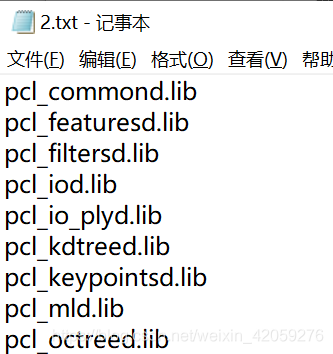 2.txt - 记事本
文件(F) 编辑(E) 格式(O) 查看(V) 帮助
pcl_commond.lib
pcl_featuresd.lib
pcl_filtersd.lib
pcl_iod.lib
pcl_io_plyd.lib
pcl_kdtreed.lib
pcl_keypointsd.lib
pcl_mld.lib
pcl_octreed.lib
https://blog.csdn.net/weixin_42059276